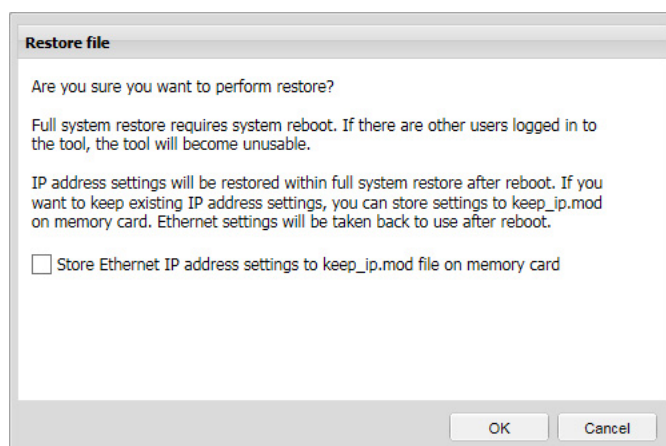 Restore file
Are you sure you want to perform restore?
Full system restore requires system reboot. If there are other users logged in to
the tool, the tool will become unusable.
IP address settings will be restored within full system restore after reboot. If you
want to keep existing IP address settings, you can store settings to keep_ip.mod
on memory card. Ethernet settings will be taken back to use after reboot.
Store Ethernet IP address settings to keep_ip.mod file on memory card
OK
Cancel